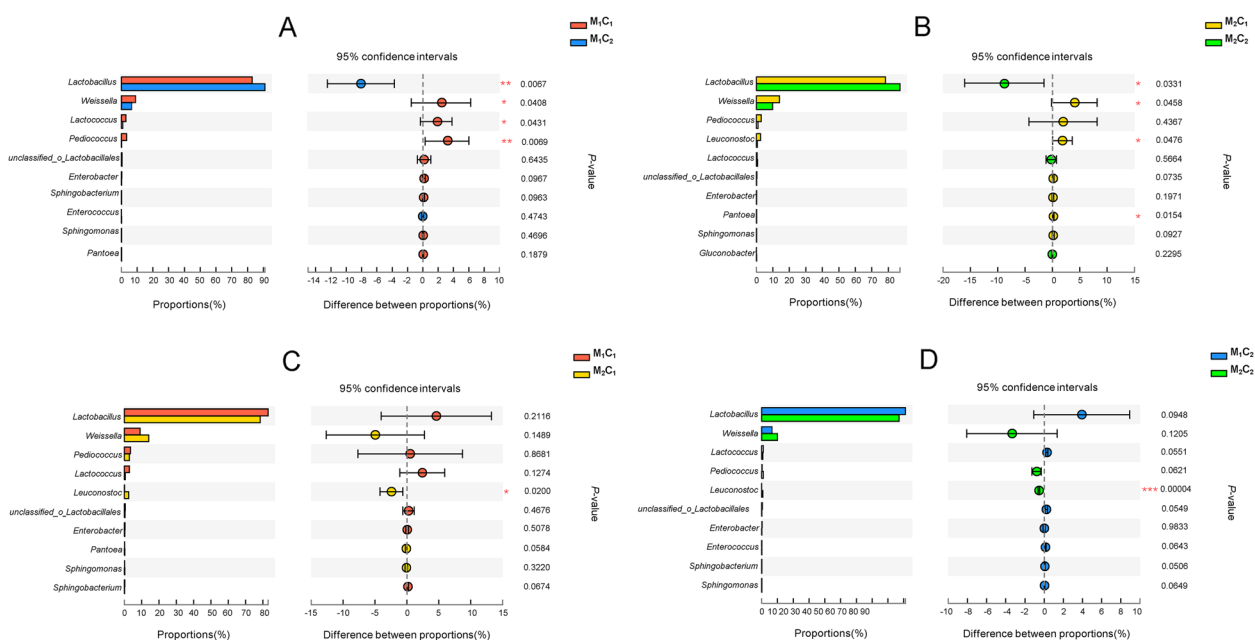 A
M1C1
M1C2
95% confidence intervals
Lactobacillus
Weissella
Lactococcus
Pediococcus
unclassified_o_Lactobacillales
Enterobacter
Sphingobacterium
Enterococcus
Sphingomonas
Pantoea
** 0.0067
* 0.0408
* 0.0431
** 0.0069
0.6435
0.0967
0.0963
0.4743
0.4696
0.1879
P-value
0 10 20 30 40 50 60 70 80 90
Proportions(%)
-14 -12 -10 -8 -6 -4 -2 0 2 4 6 8 10
Difference between proportions(%)
B
M2C1
M2C2
95% confidence intervals
Lactobacillus
Weissella
Pediococcus
Leuconostoc
Lactococcus
unclassified_o_Lactobacillales
Enterobacter
Pantoea
Sphingomonas
Gluconobacter
* 0.0331
* 0.0458
0.4367
* 0.0476
0.5664
0.0735
0.1971
* 0.0154
0.0927
0.2295
P-value
0 10 20 30 40 50 60 70 80
Proportions(%)
-20 -15 -10 -5 0 5 10 15
Difference between proportions(%)
C
M1C1
M2C1
95% confidence intervals
Lactobacillus
Weissella
Pediococcus
Lactococcus
Leuconostoc
unclassified_o_Lactobacillales
Enterobacter
Pantoea
Sphingomonas
Sphingobacterium
0.2116
0.1489
0.8681
0.1274
* 0.0200
0.4676
0.5078
0.0584
0.3220
0.0674
P-value
0 10 20 30 40 50 60 70 80
Proportions(%)
-15 -10 -5 0 5 10 15
Difference between proportions(%)
D
M1C2
M2C2
95% confidence intervals
Lactobacillus
Weissella
Lactococcus
Pediococcus
Leuconostoc
unclassified_o_Lactobacillales
Enterobacter
Enterococcus
Sphingobacterium
Sphingomonas
0.0948
0.1205
0.0551
0.0621
*** 0.00004
0.0549
0.9833
0.0643
0.0506
0.0649
P-value
0 10 20 30 40 50 60 70 80 90
Proportions(%)
-10 -8 -6 -4 -2 0 2 4 6 8 10
Difference between proportions(%)